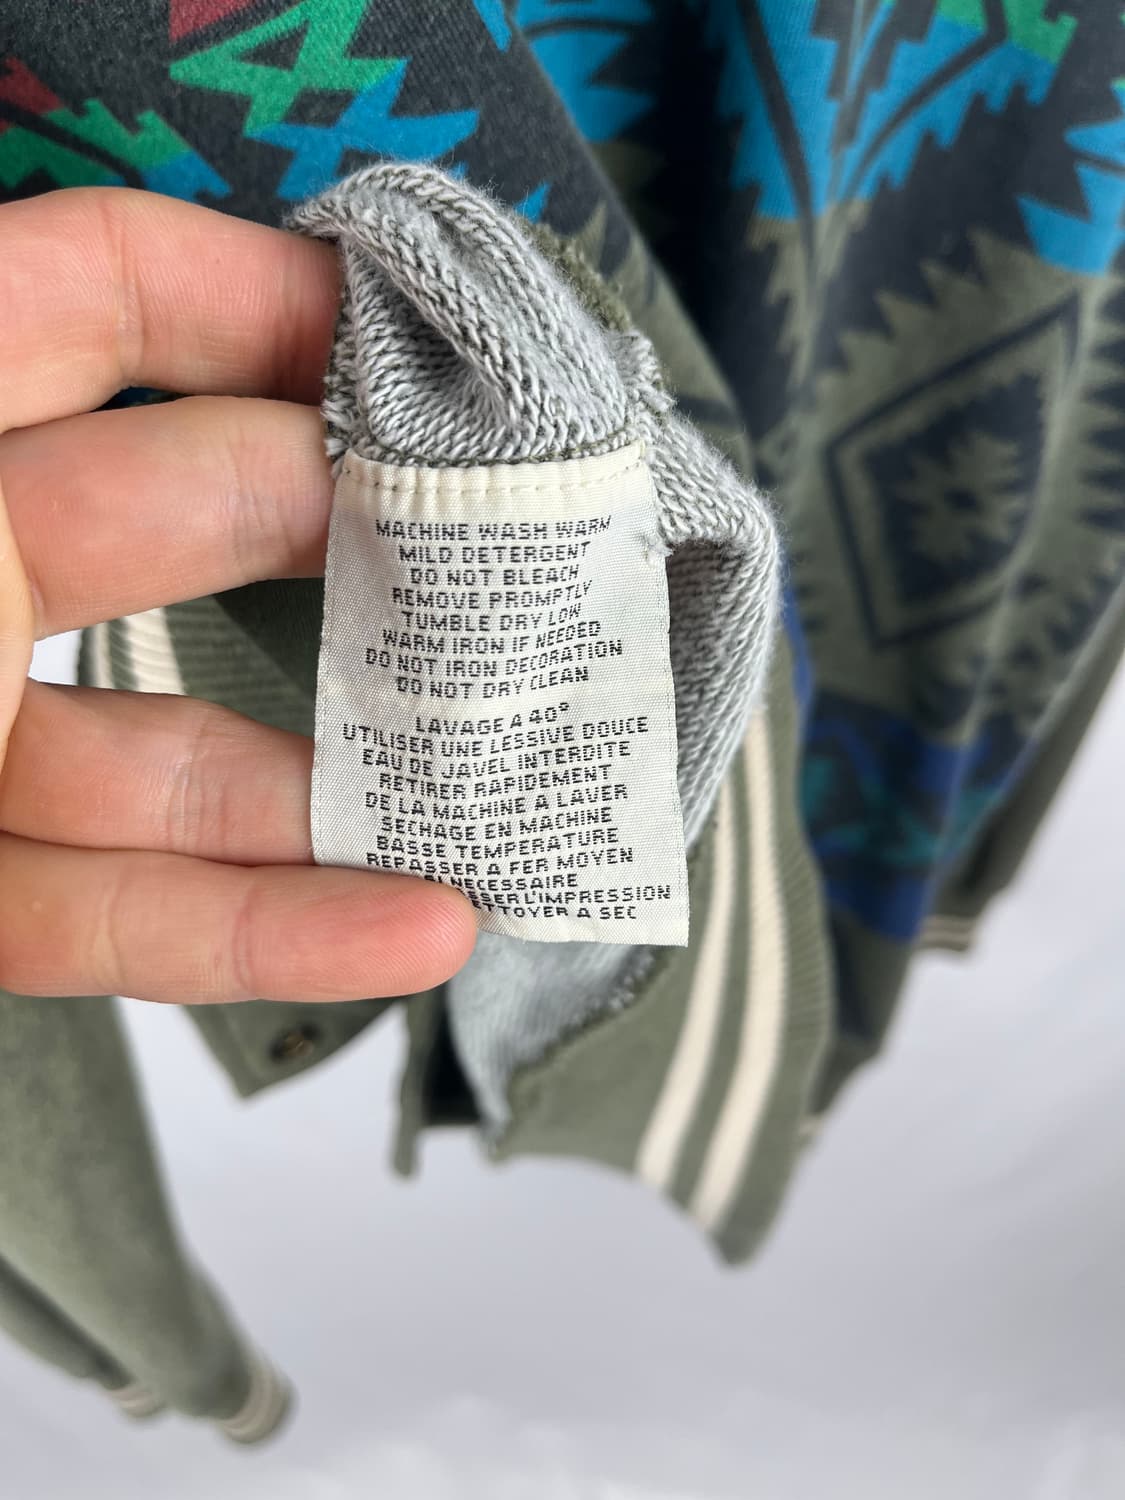 MACHINE WASH WARM
MILD DETERGENT
DO NOT BLEACH
REMOVE PROMPTLY
TUMBLE DRY LOW
WARM IRON IF NEEDED
DO NOT IRON DECORATION
DO NOT DRY CLEAN
LAVAGE A 40°
UTILISER UNE LESSIVE DOUCE
EAU DE JAVEL INTERDITE
RETIRER RAPIDEMENT
DE LA MACHINE A LAVER
SECHAGE EN MACHINE
BASSE TEMPERATURE
REPASSER A FER MOYEN
NECESSAIRE
L'IMPRESSION
A SEC